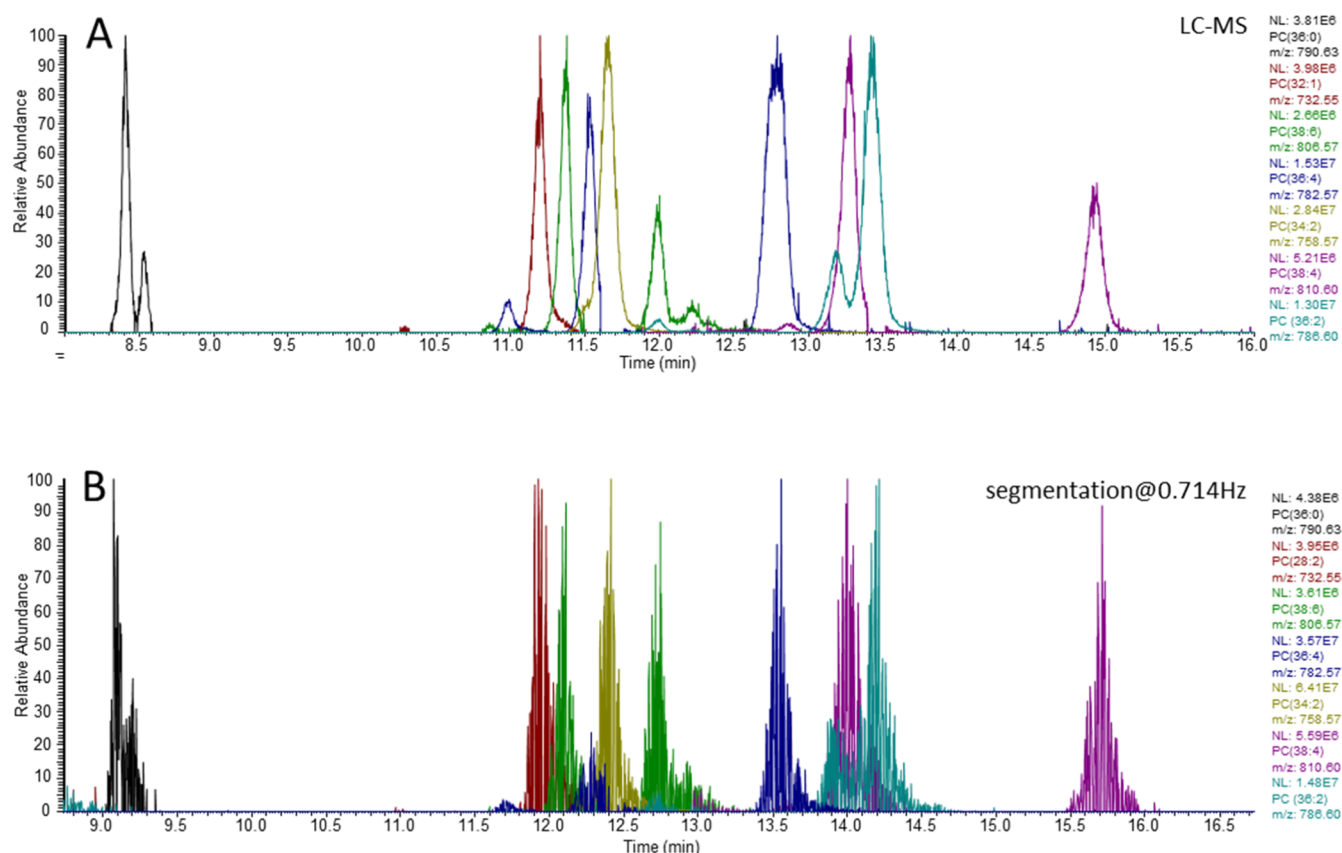 A
LC-MS
NL: 3.81E6
PC(36:0)
m/z: 790.63
NL: 3.98E6
PC(32:1)
m/z: 732.55
NL: 2.66E6
PC(38:6)
m/z: 806.57
NL: 1.53E7
PC(36:4)
m/z: 782.57
NL: 2.84E7
PC(34:2)
m/z: 758.57
NL: 5.21E6
PC(38:4)
m/z: 810.60
NL: 1.30E7
PC (36:2)
m/z: 786.60
Relative Abundance
100
90
80
70
60
50
40
30
20
10
0
=
8.5 9.0 9.5 10.0 10.5 11.0 11.5 12.0 12.5 13.0 13.5 14.0 14.5 15.0 15.5 16.0
Time (min)
B
segmentation@0.714Hz
NL: 4.38E6
PC(36:0)
m/z: 790.63
NL: 3.95E6
PC(28:2)
m/z: 732.55
NL: 3.61E6
PC(38:6)
m/z: 806.57
NL: 3.57E7
PC(36:4)
m/z: 782.57
NL: 6.41E7
PC(34:2)
m/z: 758.57
NL: 5.59E6
PC(38:4)
m/z: 810.60
NL: 1.48E7
PC (36:2)
m/z: 786.60
Relative Abundance
100
90
80
70
60
50
40
30
20
10
0
9.0 9.5 10.0 10.5 11.0 11.5 12.0 12.5 13.0 13.5 14.0 14.5 15.0 15.5 16.0 16.5
Time (min)